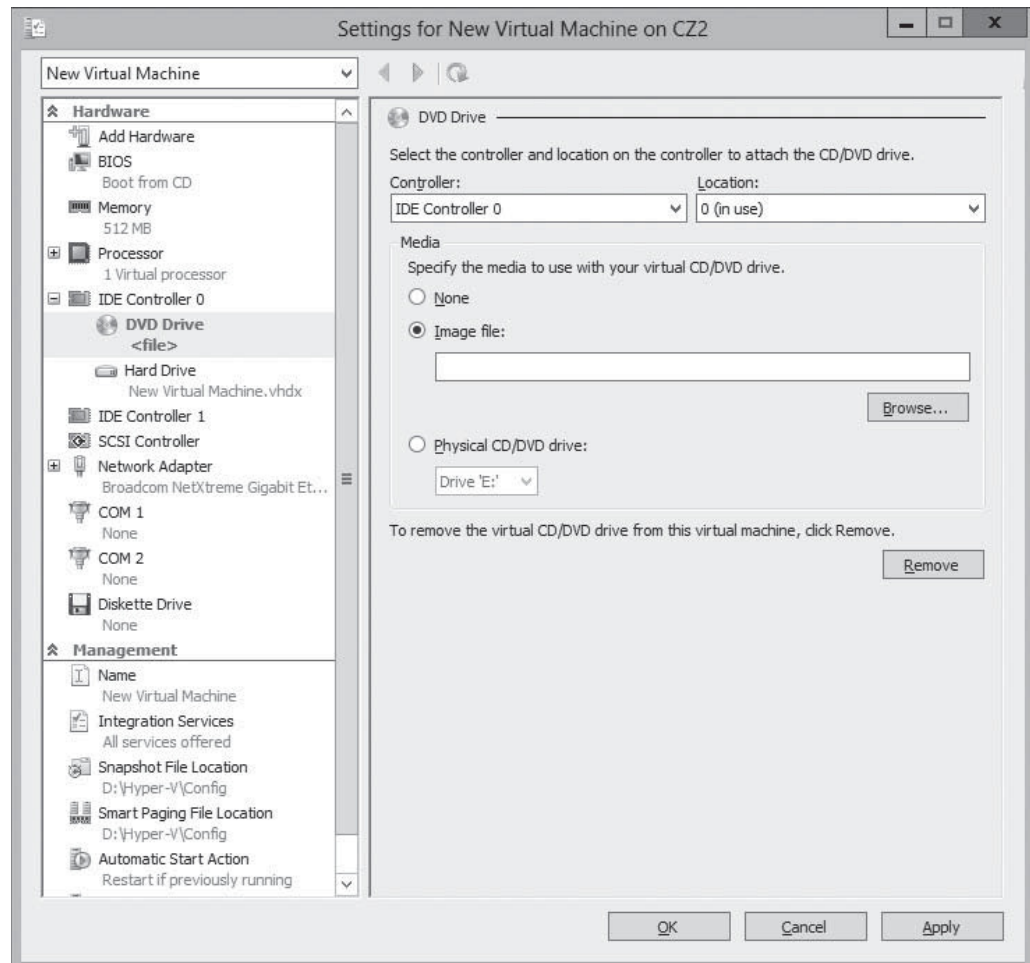 Settings for New Virtual Machine on CZ2
New Virtual Machine
Hardware
Add Hardware
BIOS
Boot from CD
Memory
512 MB
Processor
1 Virtual processor
IDE Controller 0
DVD Drive
<file>
Hard Drive
New Virtual Machine.vhdx
IDE Controller 1
SCSI Controller
Network Adapter
Broadcom NetXtreme Gigabit Et...
COM 1
None
COM 2
None
Diskette Drive
None
Management
Name
New Virtual Machine
Integration Services
All services offered
Snapshot File Location
D:\Hyper-V\Config
Smart Paging File Location
D:\Hyper-V\Config
Automatic Start Action
Restart if previously running
DVD Drive
Select the controller and location on the controller to attach the CD/DVD drive.
Controller: Location:
IDE Controller 0 0 (in use)
Media
Specify the media to use with your virtual CD/DVD drive.
None
Image file:
Browse...
Physical CD/DVD drive:
Drive 'E:'
To remove the virtual CD/DVD drive from this virtual machine, click Remove.
Remove
OK Cancel Apply